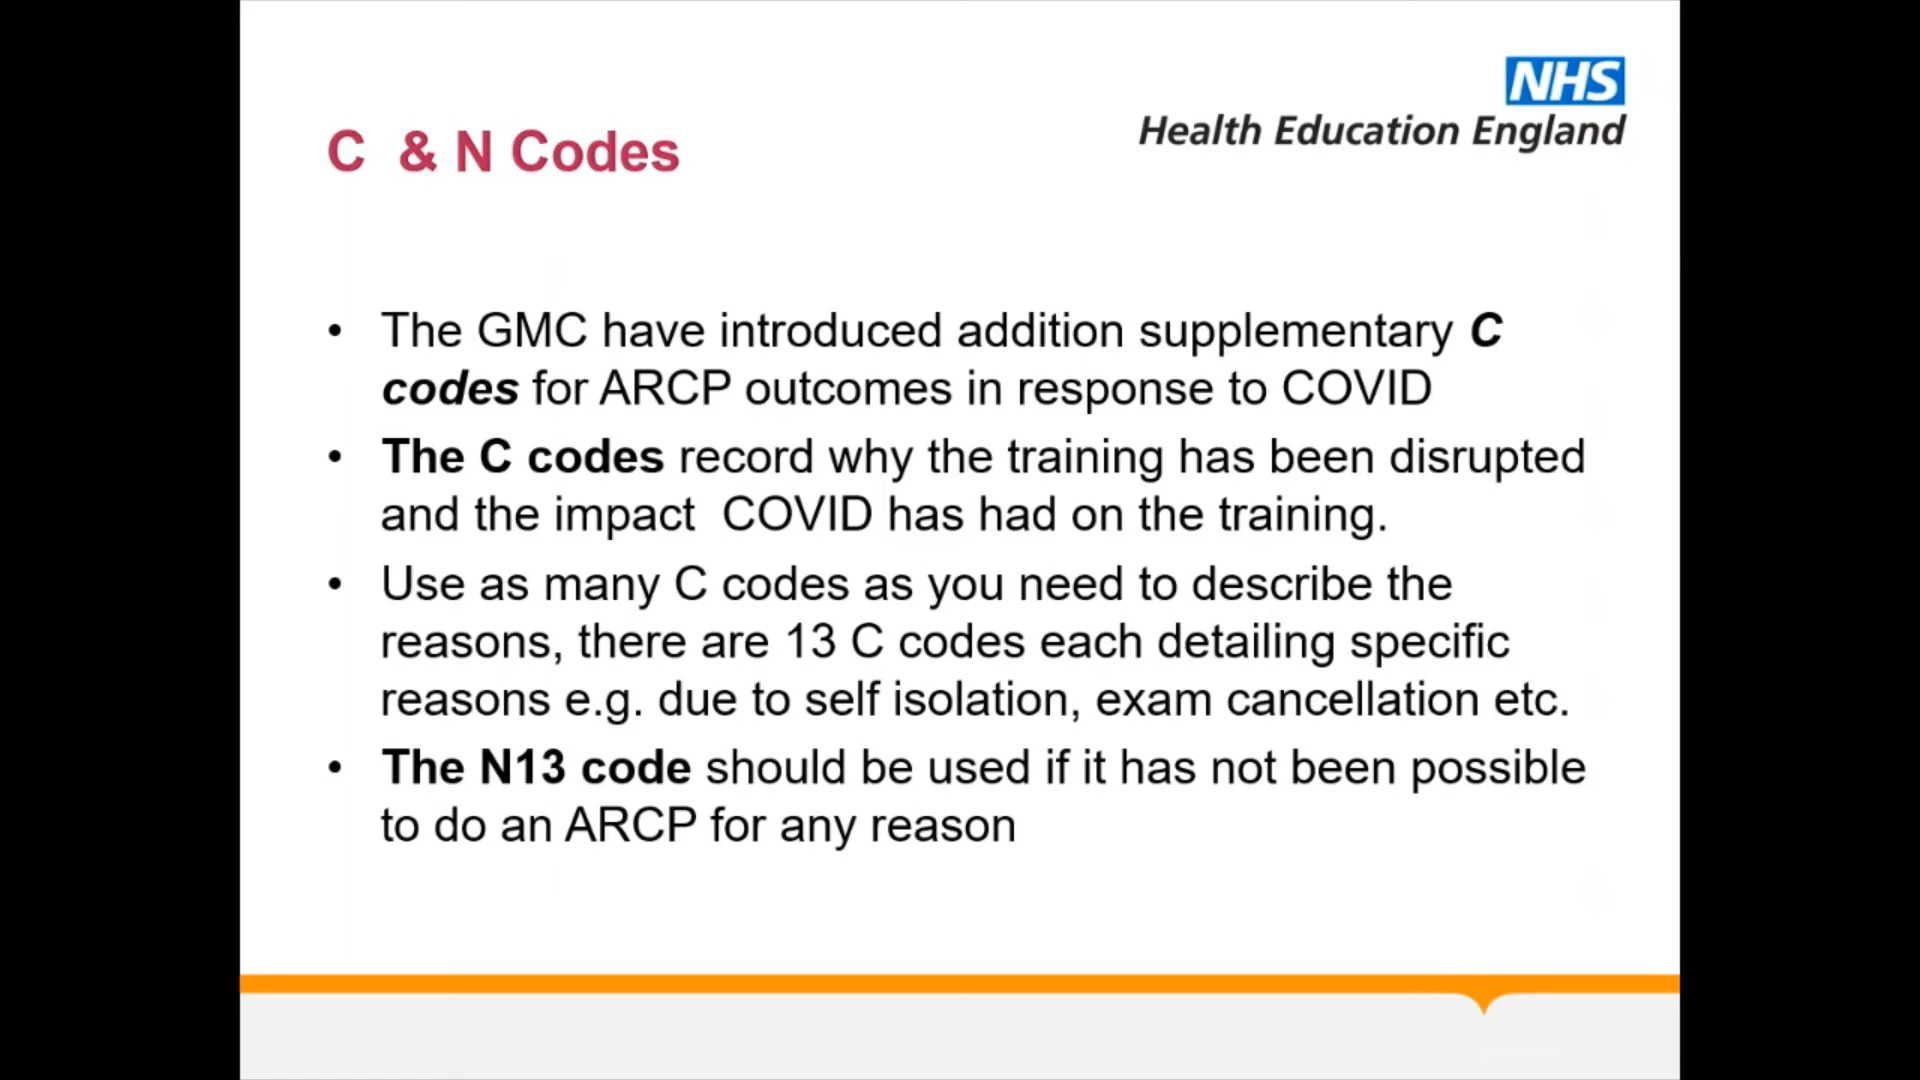 NHS
Health Education England
C  & N Codes
• The GMC have introduced addition supplementary C
codes for ARCP outcomes in response to COVID
• The C codes record why the training has been disrupted
and the impact  COVID has had on the training.
• Use as many C codes as you need to describe the
reasons, there are 13 C codes each detailing specific
reasons e.g. due to self isolation, exam cancellation etc.
• The N13 code should be used if it has not been possible
to do an ARCP for any reason